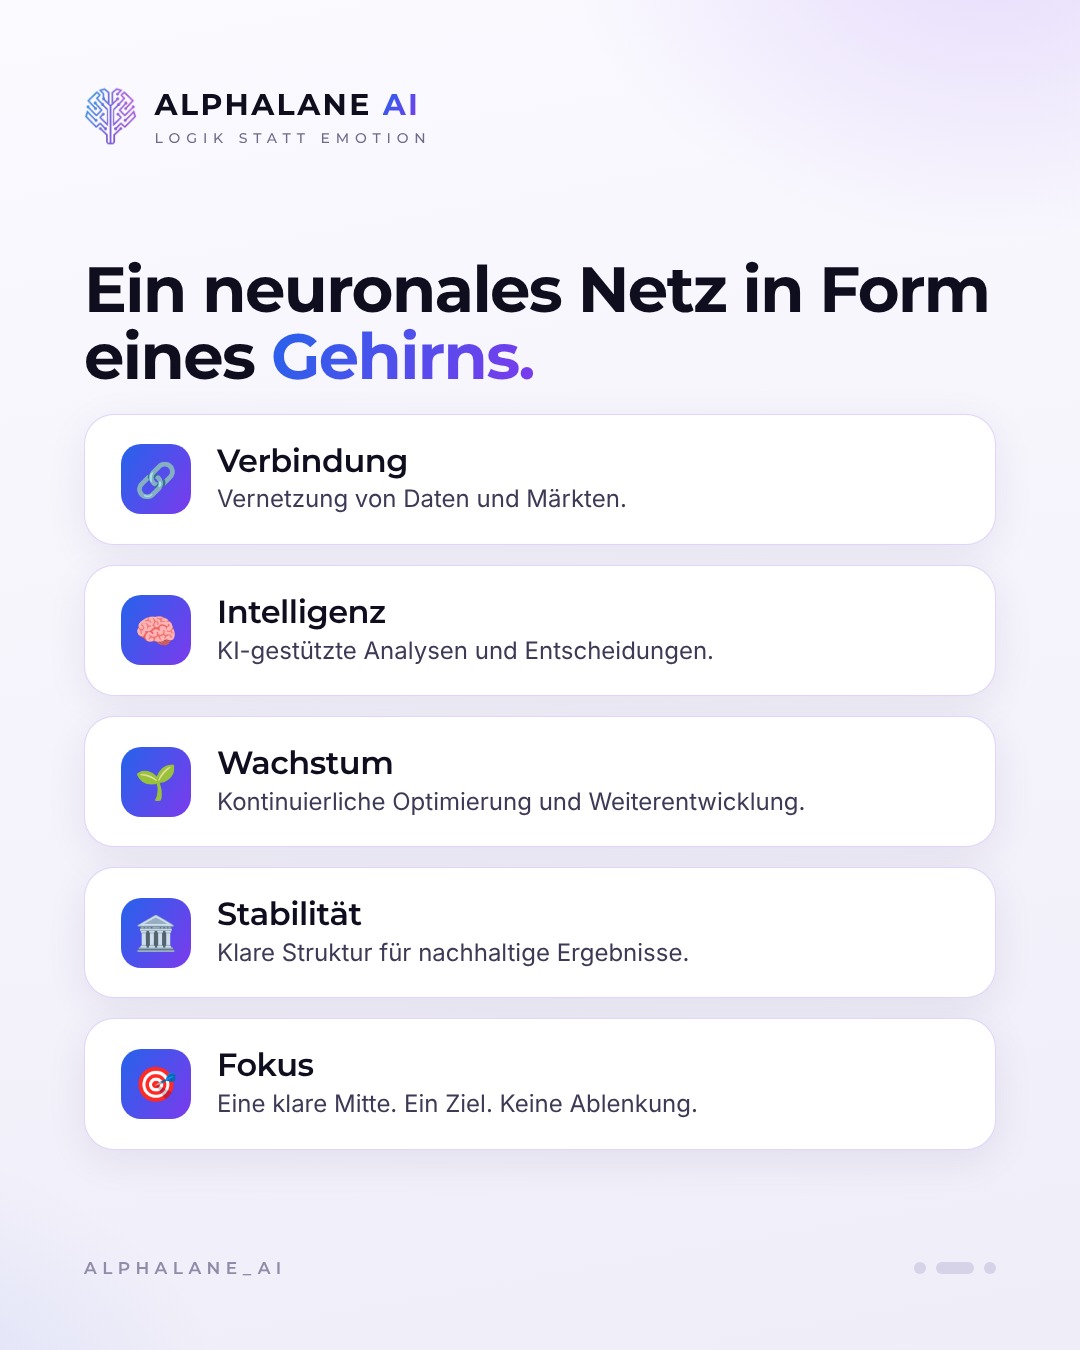 ALPHALANE AI
LOGIK STATT EMOTION
Ein neuronales Netz in Form
eines Gehirns.
Verbindung
Vernetzung von Daten und Märkten.
Intelligenz
KI-gestützte Analysen und Entscheidungen.
Wachstum
Kontinuierliche Optimierung und Weiterentwicklung.
Stabilität
Klare Struktur für nachhaltige Ergebnisse.
Fokus
Eine klare Mitte. Ein Ziel. Keine Ablenkung.
ALPHALANE_AI